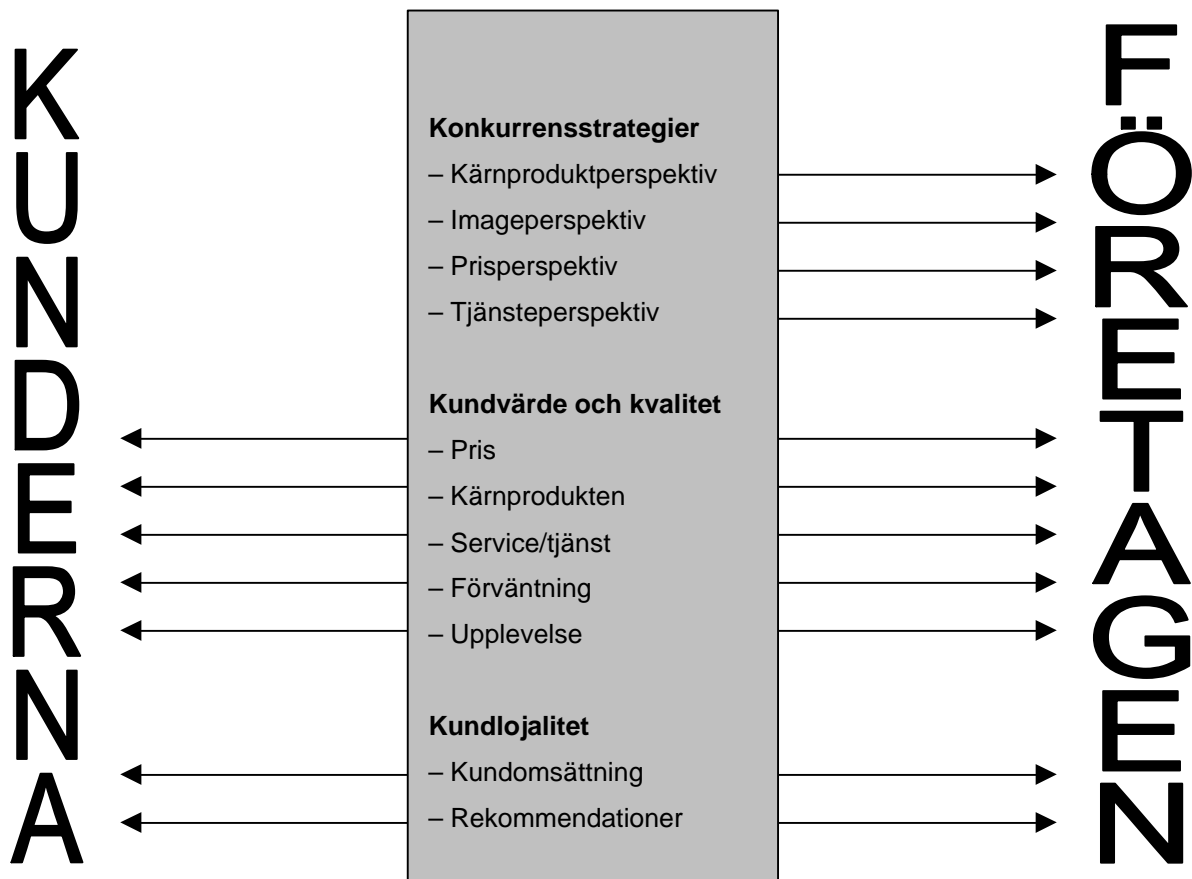 KUNDERNA
Konkurrensstrategier
– Kärnproduktperspektiv
– Imageperspektiv
– Prisperspektiv
– Tjänsteperspektiv
Kundvärde och kvalitet
– Pris
– Kärnprodukten
– Service/tjänst
– Förväntning
– Upplevelse
Kundlojalitet
– Kundomsättning
– Rekommendationer
FÖRETAGEN